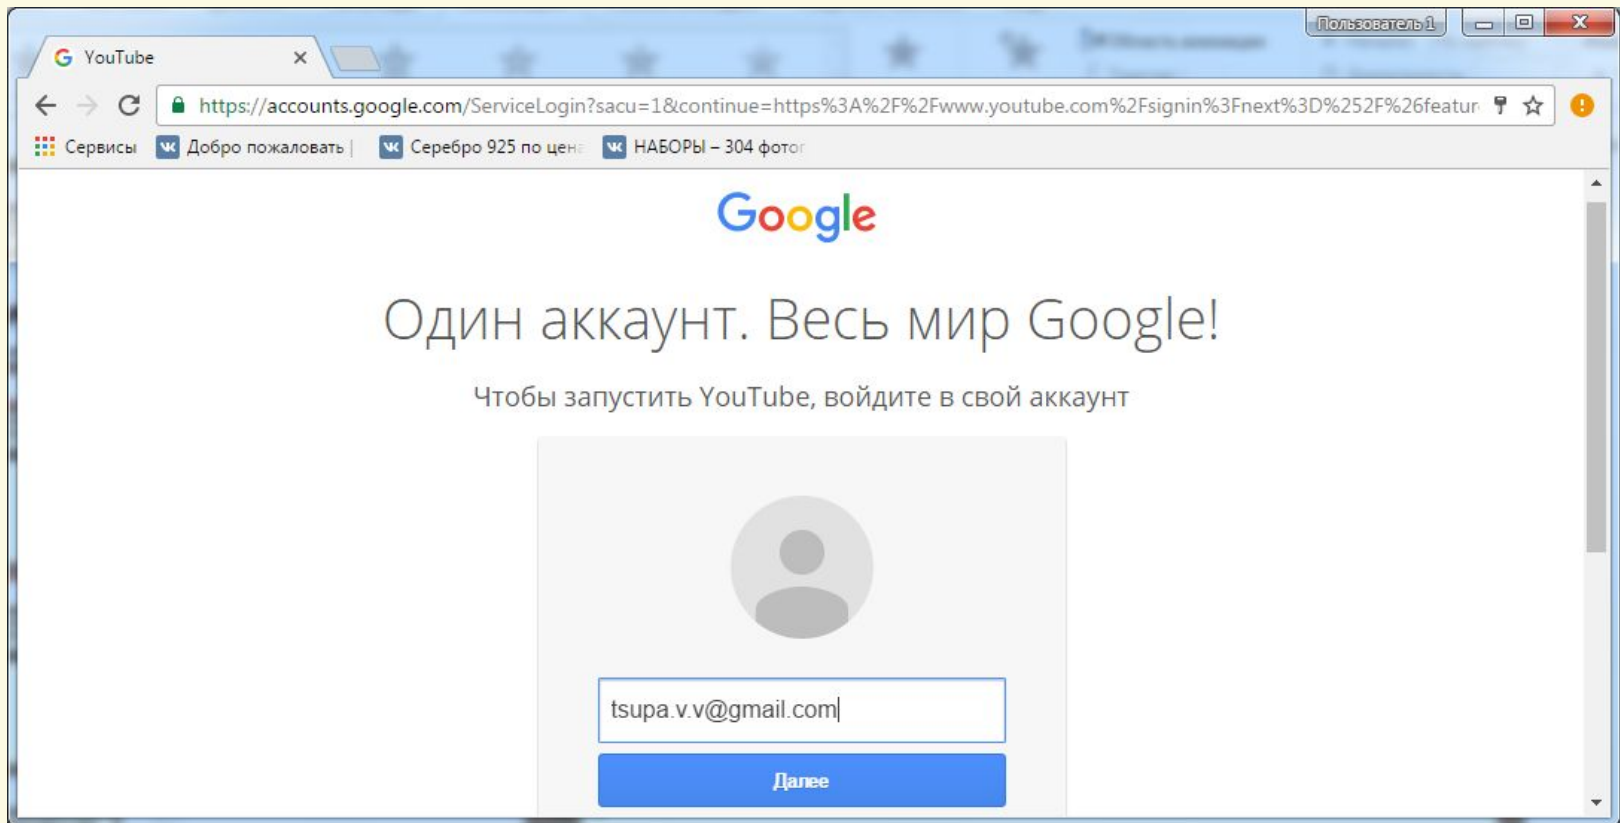 Пользователь 1
YouTube
https://accounts.google.com/ServiceLogin?sacu=1&continue=https%3A%2F%2Fwww.youtube.com%2Fsignin%3Fnext%3D%252F%26featur
Сервисы Добро пожаловать | Серебро 925 по цен НАБОРЫ – 304 фотог
Google
Один аккаунт. Весь мир Google!
Чтобы запустить YouTube, войдите в свой аккаунт
tsupa.v.v@gmail.com
Далее